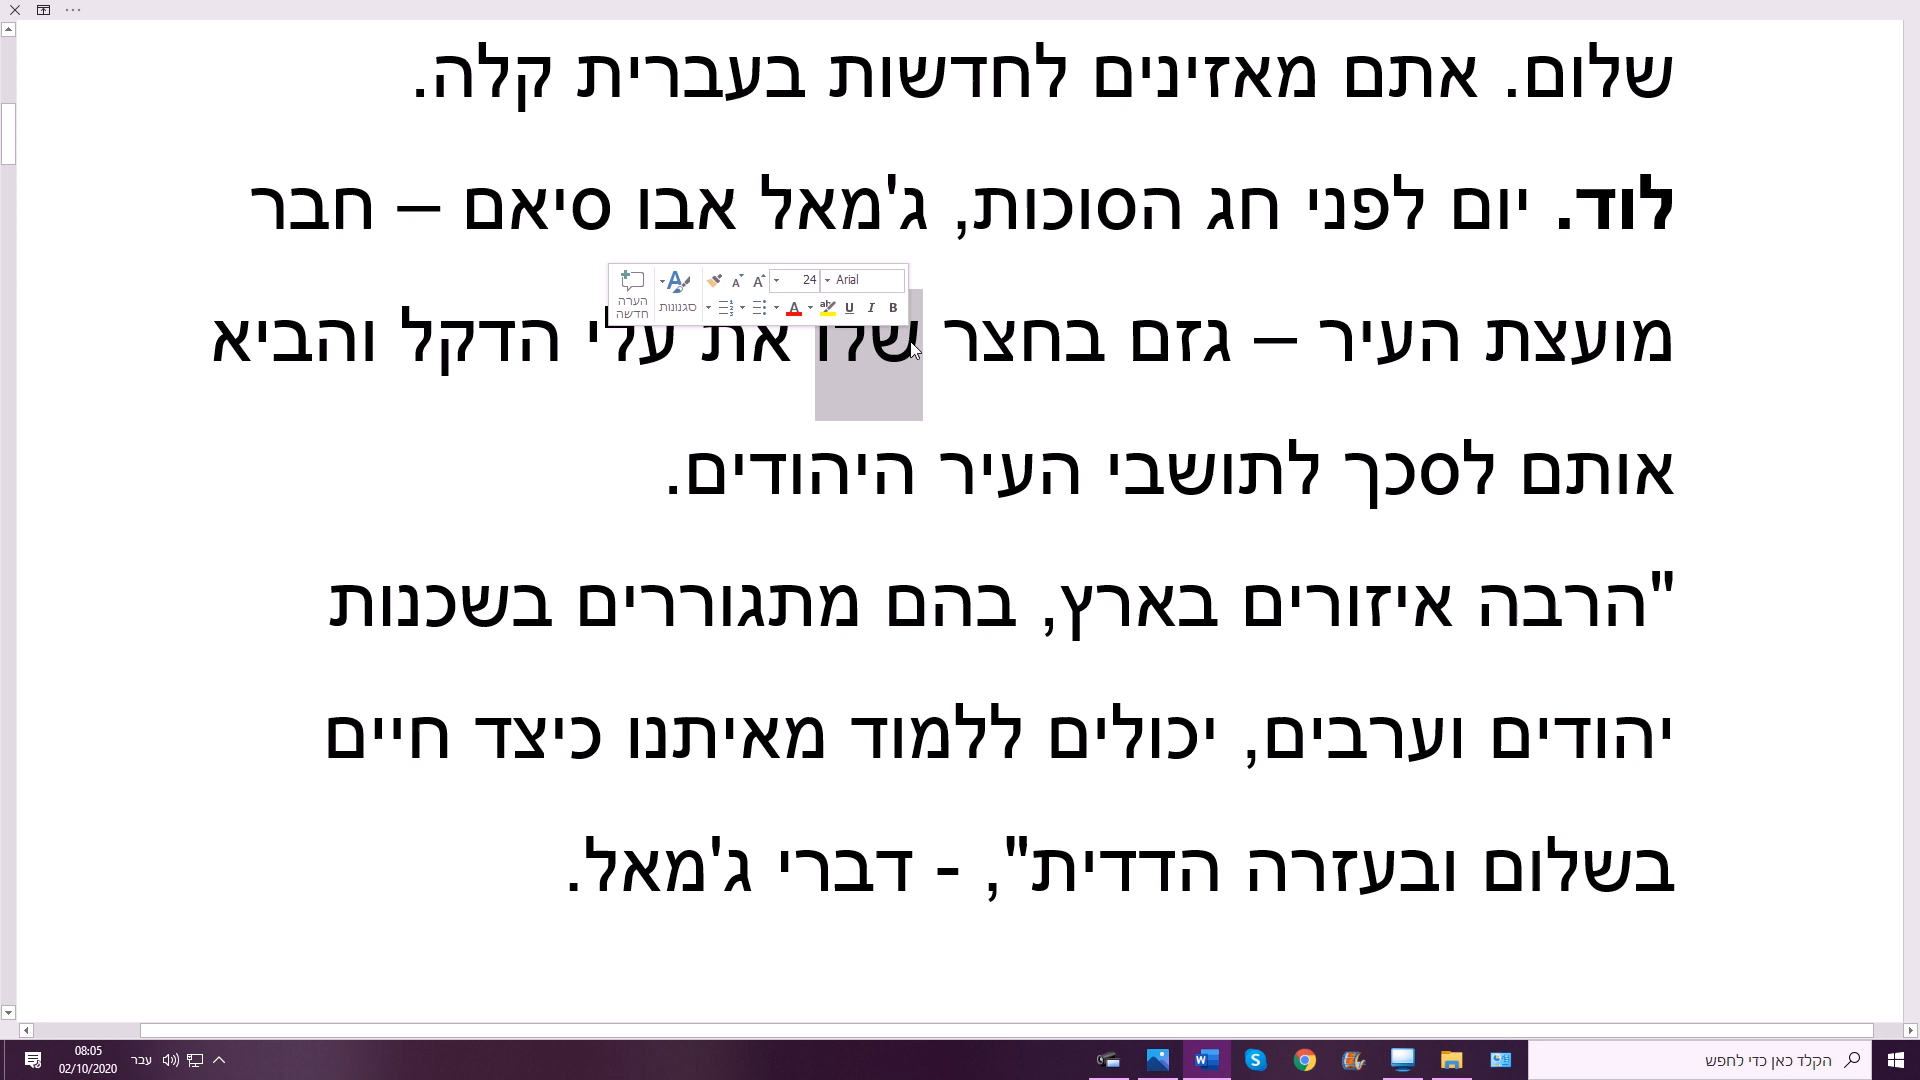 שלום. אתם מאזינים לחדשות בעברית קלה.
לוד. יום לפני חג הסוכות, ג'מאל אבו סיאם – חבר
Arial
24
הערה חדשה
סגנונות
B
I
U
מועצת העיר – גזם בחצר שלו את עלי הדקל והביא
אותם לסכך לתושבי העיר היהודים.
"הרבה איזורים בארץ, בהם מתגוררים בשכנות
יהודים וערבים, יכולים ללמוד מאיתנו כיצד חיים
בשלום ובעזרה הדדית", - דברי ג'מאל.
הקלד כאן כדי לחפש
עבר
08:05
02/10/2020